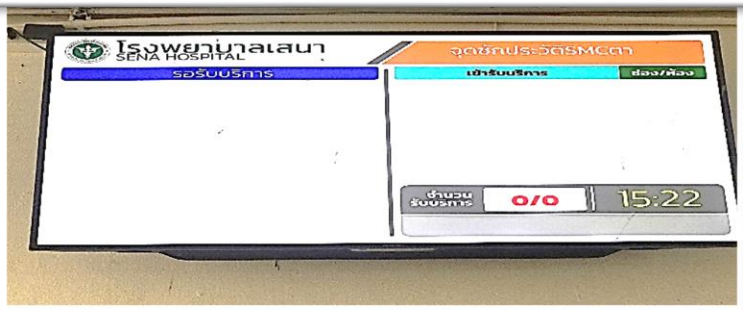 โรงพยาบาลเสนา
SENA HOSPITAL
จุดซักประวัติSMCตา
รอรับบริการ
เข้ารับบริการ
ช่อง/ห้อง
จำนวน
รับบริการ
0/0
15:22